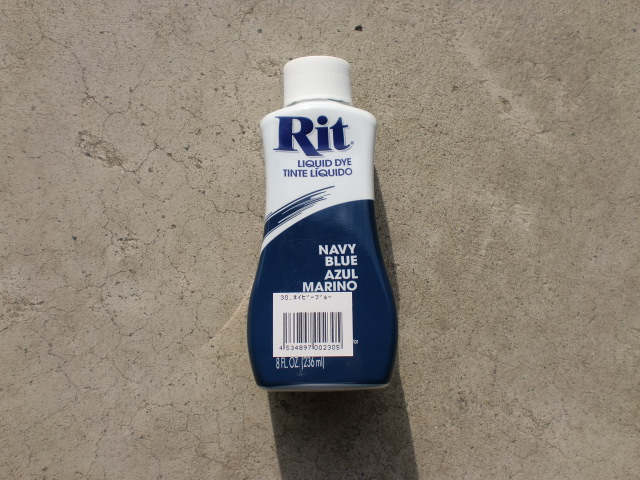 Rit
LIQUID DYE
TINTE LÍQUIDO
NAVY
BLUE
AZUL
MARINO
30.ネイビーブルー
4 534897 002305
8 FL. OZ. (236 ml)